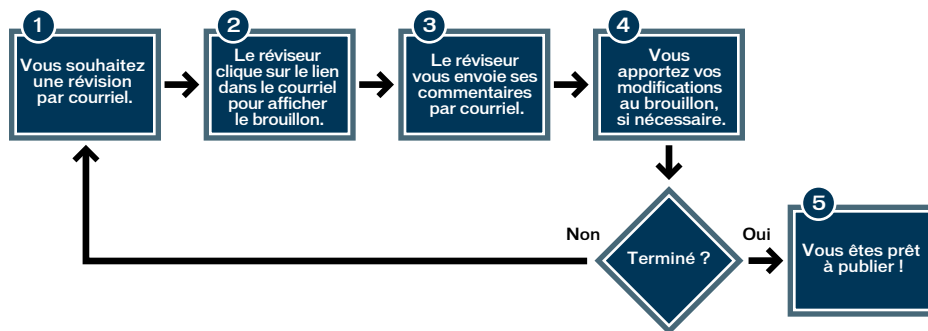 1
Vous souhaitez
une révision
par courriel.
2
Le réviseur
clique sur le lien
dans le courriel
pour afficher
le brouillon.
3
Le réviseur
vous envoie ses
commentaires
par courriel.
4
Vous
apportez vos
modifications
au brouillon,
si nécessaire.
Terminé ?
Non
Oui
5
Vous êtes prêt
à publier !